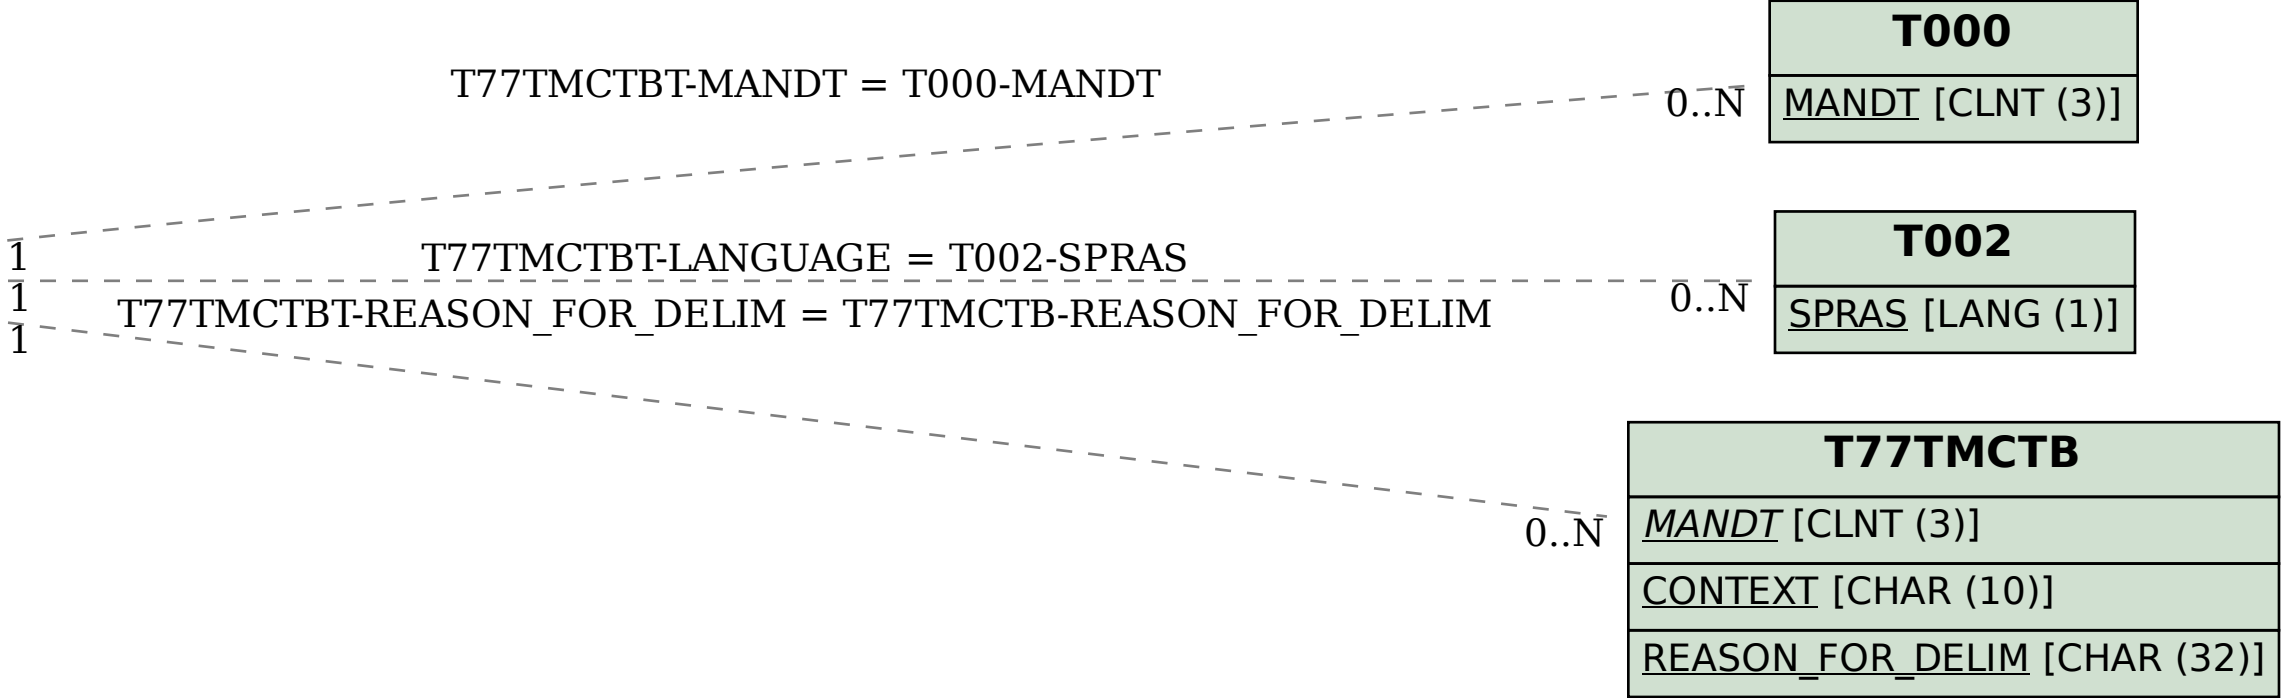 T000
T77TMCTBT-MANDT = T000-MANDT
0..N
MANDT [CLNT (3)]
1
T002
T77TMCTBT-LANGUAGE = T002-SPRAS
1
0..N
SPRAS [LANG (1)]
T77TMCTBT-REASON_FOR_DELIM = T77TMCTB-REASON_FOR_DELIM
1
T77TMCTB
0..N
MANDT [CLNT (3)]
CONTEXT [CHAR (10)]
REASON_FOR_DELIM [CHAR (32)]